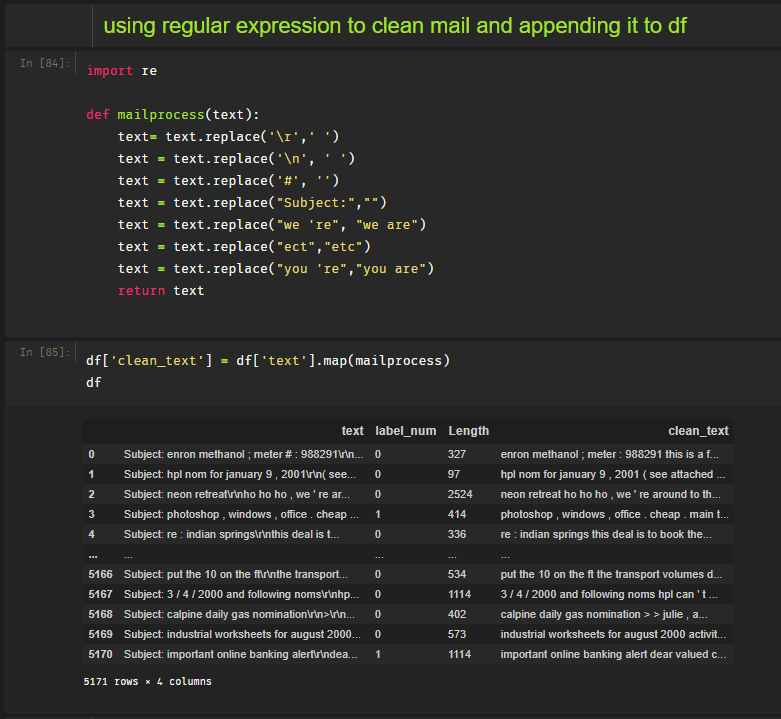 using regular expression to clean mail and appending it to df
In [84]:
import re
def mailprocess(text):
text= text.replace('\r',' ')
text = text.replace('\n', ' ')
text = text.replace('#', '')
text = text.replace("Subject:","")
text = text.replace("we 're", "we are")
text = text.replace("ect","etc")
text = text.replace("you 're","you are")
return text
In [85]:
df['clean_text'] = df['text'].map(mailprocess)
df
text label_num Length clean_text
0 Subject: enron methanol ; meter # : 988291\r\n... 0 327 enron methanol ; meter : 988291 this is a f...
1 Subject: hpl nom for january 9 , 2001\r\n( see... 0 97 hpl nom for january 9 , 2001 ( see attached ...
2 Subject: neon retreat\r\nho ho ho , we ' re ar... 0 2524 neon retreat ho ho ho , we ' re around to th...
3 Subject: photoshop , windows , office . cheap ... 1 414 photoshop , windows , office . cheap . main t...
4 Subject: re : indian springs\r\nthis deal is t... 0 336 re : indian springs this deal is to book the...
... ... ... ... ...
5166 Subject: put the 10 on the ft\r\nthe transport... 0 534 put the 10 on the ft the transport volumes d...
5167 Subject: 3 / 4 / 2000 and following noms\r\nhp... 0 1114 3 / 4 / 2000 and following noms hpl can ' t ...
5168 Subject: calpine daily gas nomination\r\n>\r\n... 0 402 calpine daily gas nomination > > julie , a...
5169 Subject: industrial worksheets for august 2000... 0 573 industrial worksheets for august 2000 activit...
5170 Subject: important online banking alert\r\ndea... 1 1114 important online banking alert dear valued c...
5171 rows × 4 columns